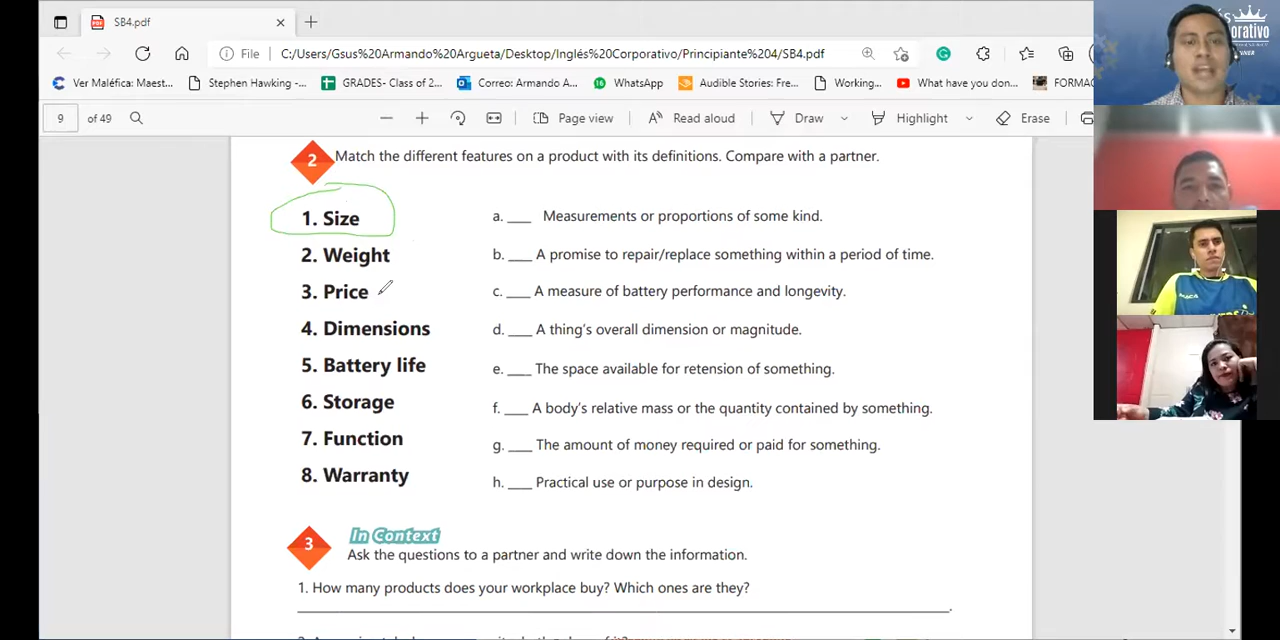 SB4.pdf
File C:/Users/Gsus%20Armando%20Argueta/Desktop/Inglés%20Corporativo/Principiante%204/SB4.pdf
Ver Maléfica: Maest... Stephen Hawking -... GRADES- Class of 2... Correo: Armando A... WhatsApp Audible Stories: Fre... Working... What have you don... FORMAC
9 of 49 Page view Read aloud Draw Highlight Erase
2 Match the different features on a product with its definitions. Compare with a partner.
1. Size
2. Weight
3. Price
4. Dimensions
5. Battery life
6. Storage
7. Function
8. Warranty
a. ___ Measurements or proportions of some kind.
b. ___ A promise to repair/replace something within a period of time.
c. ___ A measure of battery performance and longevity.
d. ___ A thing's overall dimension or magnitude.
e. ___ The space available for retention of something.
f. ___ A body's relative mass or the quantity contained by something.
g. ___ The amount of money required or paid for something.
h. ___ Practical use or purpose in design.
3 In Context
Ask the questions to a partner and write down the information.
1. How many products does your workplace buy? Which ones are they?